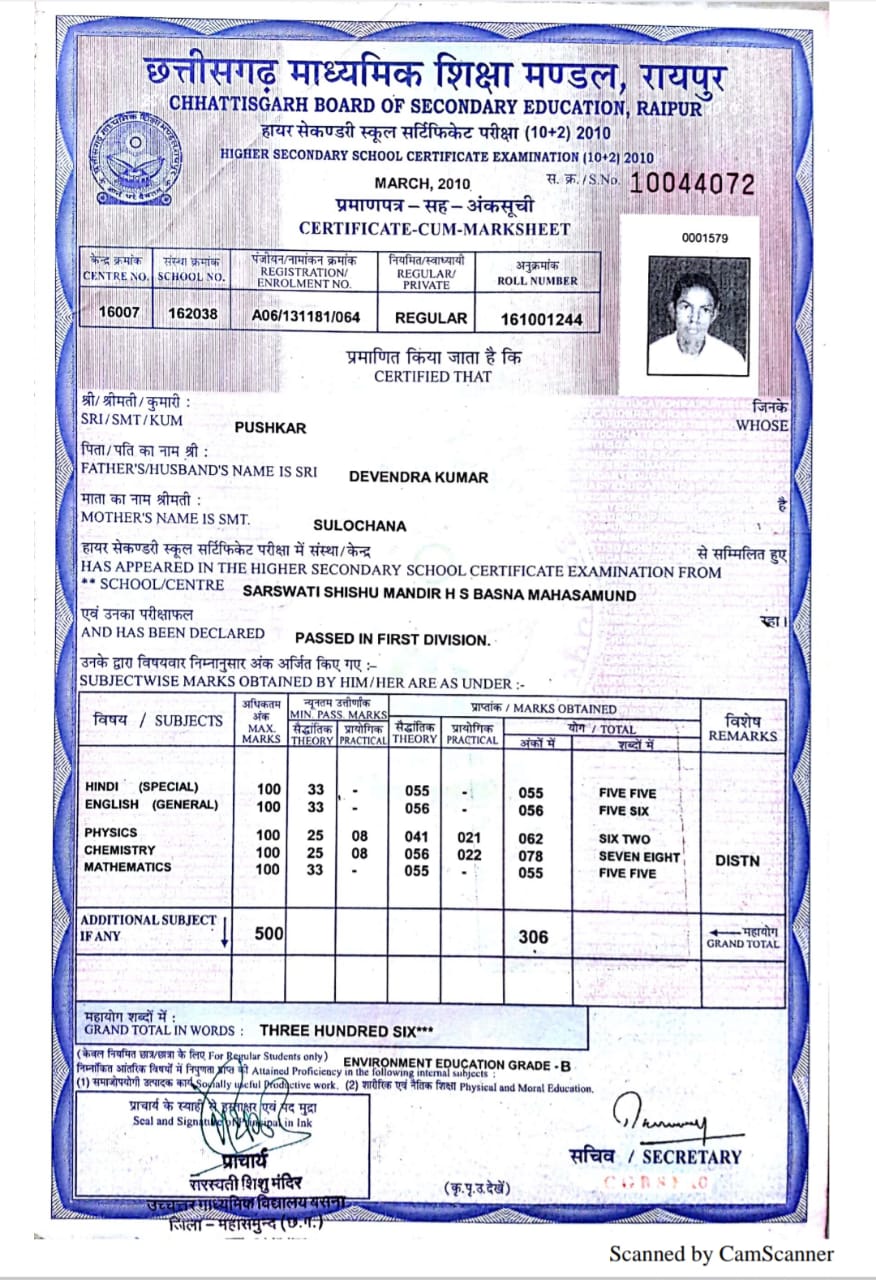 छत्तीसगढ़ माध्यमिक शिक्षा मण्डल, रायपुर
CHHATTISGARH BOARD OF SECONDARY EDUCATION, RAIPUR
हायर सेकण्डरी स्कूल सर्टिफिकेट परीक्षा (10+2) 2010
HIGHER SECONDARY SCHOOL CERTIFICATE EXAMINATION (10+2) 2010
MARCH, 2010 स. क्र. / S.No. 10044072
प्रमाणपत्र – सह – अंकसूची
CERTIFICATE-CUM-MARKSHEET
0001579
केन्द्र क्रमांक संस्था क्रमांक पंजीयन/नामांकन क्रमांक नियमित/स्वाध्यायी अनुक्रमांक
CENTRE NO. SCHOOL NO. REGISTRATION/ ENROLMENT NO. REGULAR/ PRIVATE ROLL NUMBER
16007 162038 A06/131181/064 REGULAR 161001244
प्रमाणित किया जाता है कि
CERTIFIED THAT
श्री/ श्रीमती / कुमारी : जिनके
SRI/SMT/KUM PUSHKAR WHOSE
पिता/पति का नाम श्री :
FATHER'S/HUSBAND'S NAME IS SRI DEVENDRA KUMAR
माता का नाम श्रीमती : है
MOTHER'S NAME IS SMT. SULOCHANA
हायर सेकण्डरी स्कूल सर्टिफिकेट परीक्षा में संस्था/केन्द्र से सम्मिलित हुए
HAS APPEARED IN THE HIGHER SECONDARY SCHOOL CERTIFICATE EXAMINATION FROM
** SCHOOL/CENTRE SARSWATI SHISHU MANDIR H S BASNA MAHASAMUND
एवं उनका परीक्षाफल रहा।
AND HAS BEEN DECLARED PASSED IN FIRST DIVISION.
उनके द्वारा विषयवार निम्नानुसार अंक अर्जित किए गए :–
SUBJECTWISE MARKS OBTAINED BY HIM/HER ARE AS UNDER :-
विषय / SUBJECTS अधिकतम अंक MAX. MARKS न्यूनतम उत्तीर्णांक MIN. PASS. MARKS प्राप्तांक / MARKS OBTAINED विशेष REMARKS
सैद्धांतिक THEORY प्रायोगिक PRACTICAL सैद्धांतिक THEORY प्रायोगिक PRACTICAL योग / TOTAL
अंकों में शब्दों में
HINDI (SPECIAL) 100 33 - 055 - 055 FIVE FIVE
ENGLISH (GENERAL) 100 33 - 056 - 056 FIVE SIX
PHYSICS 100 25 08 041 021 062 SIX TWO
CHEMISTRY 100 25 08 056 022 078 SEVEN EIGHT DISTN
MATHEMATICS 100 33 - 055 - 055 FIVE FIVE
ADDITIONAL SUBJECT IF ANY 500 306 महायोग GRAND TOTAL
महायोग शब्दों में :
GRAND TOTAL IN WORDS : THREE HUNDRED SIX***
(केवल नियमित छात्र/छात्रा के लिए For Regular Students only) ENVIRONMENT EDUCATION GRADE -B
निम्नांकित आंतरिक विषयों में निपुणता प्राप्त की Attained Proficiency in the following internal subjects :
(1) समाजोपयोगी उत्पादक कार्य Socially useful Productive work. (2) शारीरिक एवं नैतिक शिक्षा Physical and Moral Education.
प्राचार्य के स्याही से हस्ताक्षर एवं पद मुद्रा
Seal and Signature of Principal in Ink
प्राचार्य
सरस्वती शिशु मंदिर
उच्चत्तर माध्यमिक विद्यालय बसना
जिला – महासमुन्द (छ.ग.)
सचिव / SECRETARY
(कृ.पृ.उ.देखें)
Scanned by CamScanner